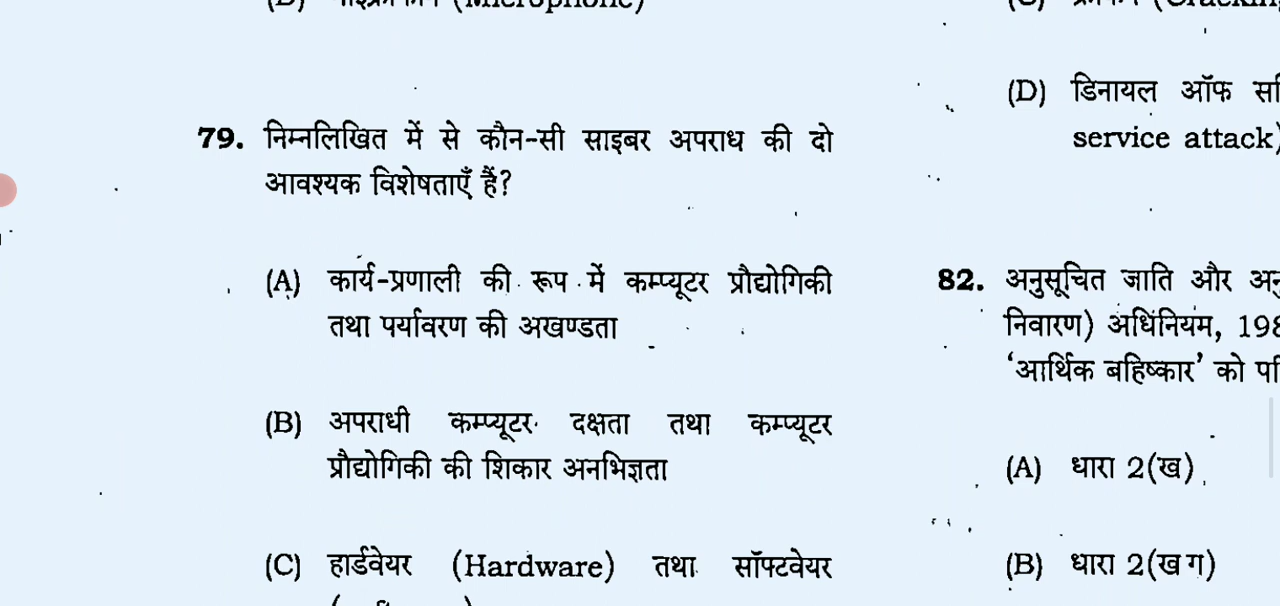 (Microphone)
79. निम्नलिखित में से कौन-सी साइबर अपराध की दो
आवश्यक विशेषताएँ हैं?
(A) कार्य-प्रणाली की रूप में कम्प्यूटर प्रौद्योगिकी
तथा पर्यावरण की अखण्डता
(B) अपराधी कम्प्यूटर दक्षता तथा कम्प्यूटर
प्रौद्योगिकी की शिकार अनभिज्ञता
(C) हार्डवेयर (Hardware) तथा सॉफ्टवेयर
(D) डिनायल ऑफ
service attack)
82. अनुसूचित जाति और
निवारण) अधिनियम, 198
‘आर्थिक बहिष्कार’ को
(A) धारा 2(ख)
(B) धारा 2(ख ग)